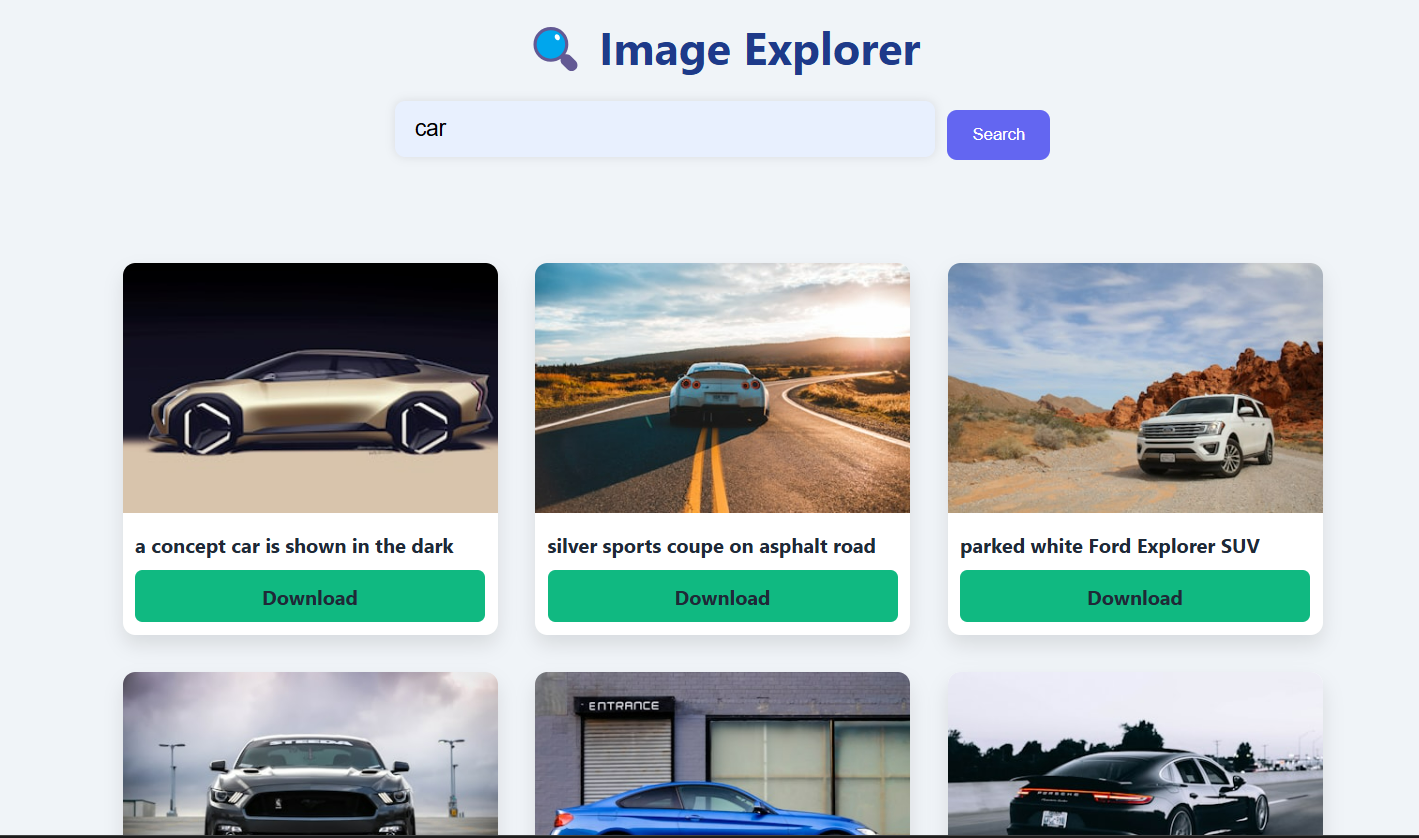 Image Explorer
car
Search
a concept car is shown in the dark
silver sports coupe on asphalt road
parked white Ford Explorer SUV
Download
Download
Download
STEEDA
ENTRANCE
PORSCHE